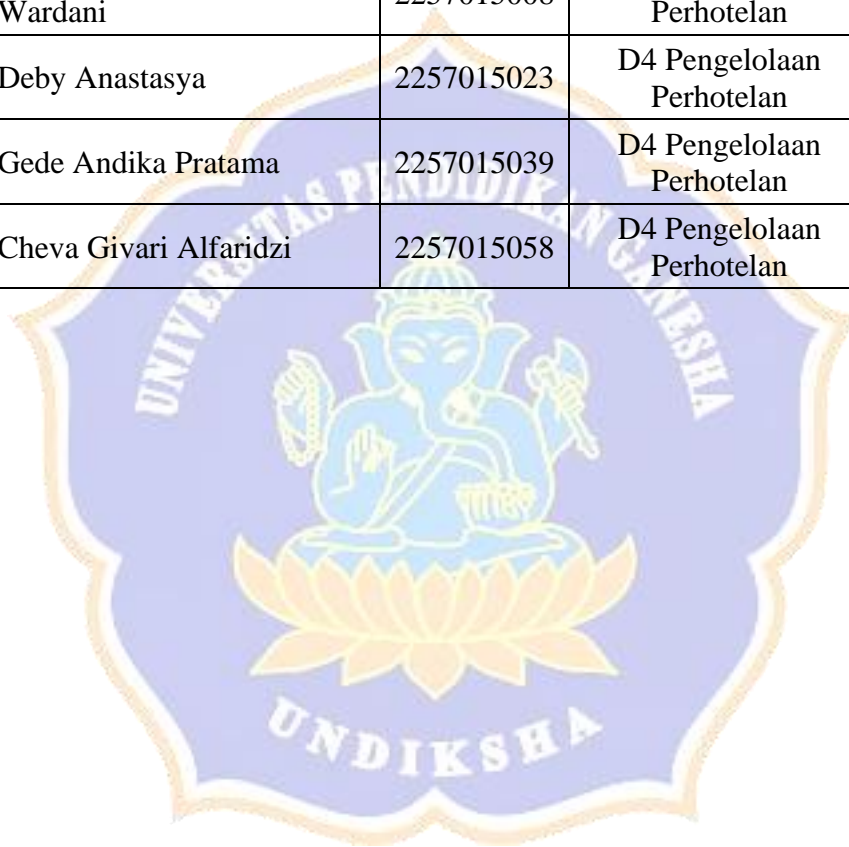 Wardani Perhotelan
Deby Anastasya 2257015023 D4 Pengelolaan
Perhotelan
Gede Andika Pratama 2257015039 D4 Pengelolaan
Perhotelan
Cheva Givari Alfaridzi 2257015058 D4 Pengelolaan
Perhotelan
UNIVERSITAS PENDIDIKAN GANESHA
UNDIKSHA